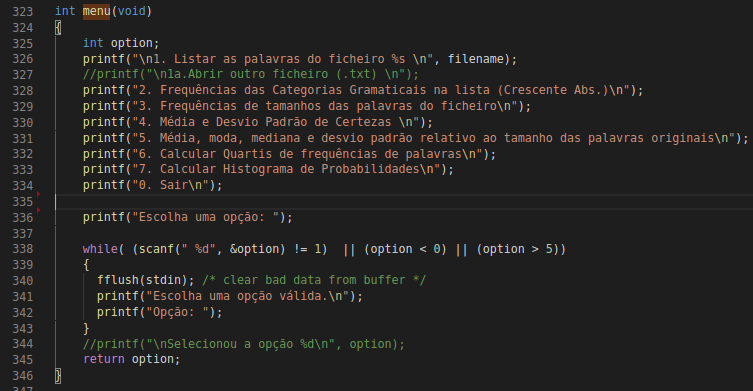 323 int menu(void)
324 {
325     int option;
326     printf("\n1. Listar as palavras do ficheiro %s \n", filename);
327     //printf("\n1a.Abrir outro ficheiro (.txt) \n");
328     printf("2. Frequências das Categorias Gramaticais na lista (Crescente Abs.)\n");
329     printf("3. Frequências de tamanhos das palavras do ficheiro\n");
330     printf("4. Média e Desvio Padrão de Certezas \n");
331     printf("5. Média, moda, mediana e desvio padrão relativo ao tamanho das palavras originais\n");
332     printf("6. Calcular Quartis de frequências de palavras\n");
333     printf("7. Calcular Histograma de Probabilidades\n");
334     printf("0. Sair\n");
335
336     printf("Escolha uma opção: ");
337
338     while( (scanf(" %d", &option) != 1)  || (option < 0) || (option > 5))
339     {
340       fflush(stdin); /* clear bad data from buffer */
341       printf("Escolha uma opção válida.\n");
342       printf("Opção: ");
343     }
344     //printf("\nSelecionou a opção %d\n", option);
345     return option;
346 }
347